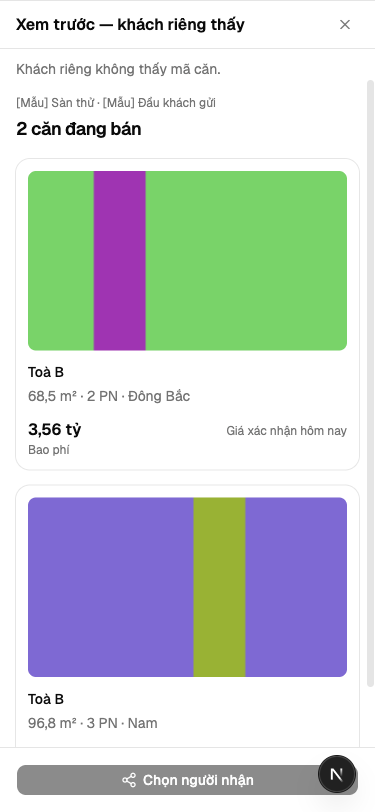 Xem trước — khách riêng thấy
Khách riêng không thấy mã căn.
[Mẫu] Sàn thử · [Mẫu] Đầu khách gửi
2 căn đang bán
Toà B
68,5 m² · 2 PN · Đông Bắc
3,56 tỷ
Giá xác nhận hôm nay
Bao phí
Toà B
96,8 m² · 3 PN · Nam
Chọn người nhận
N